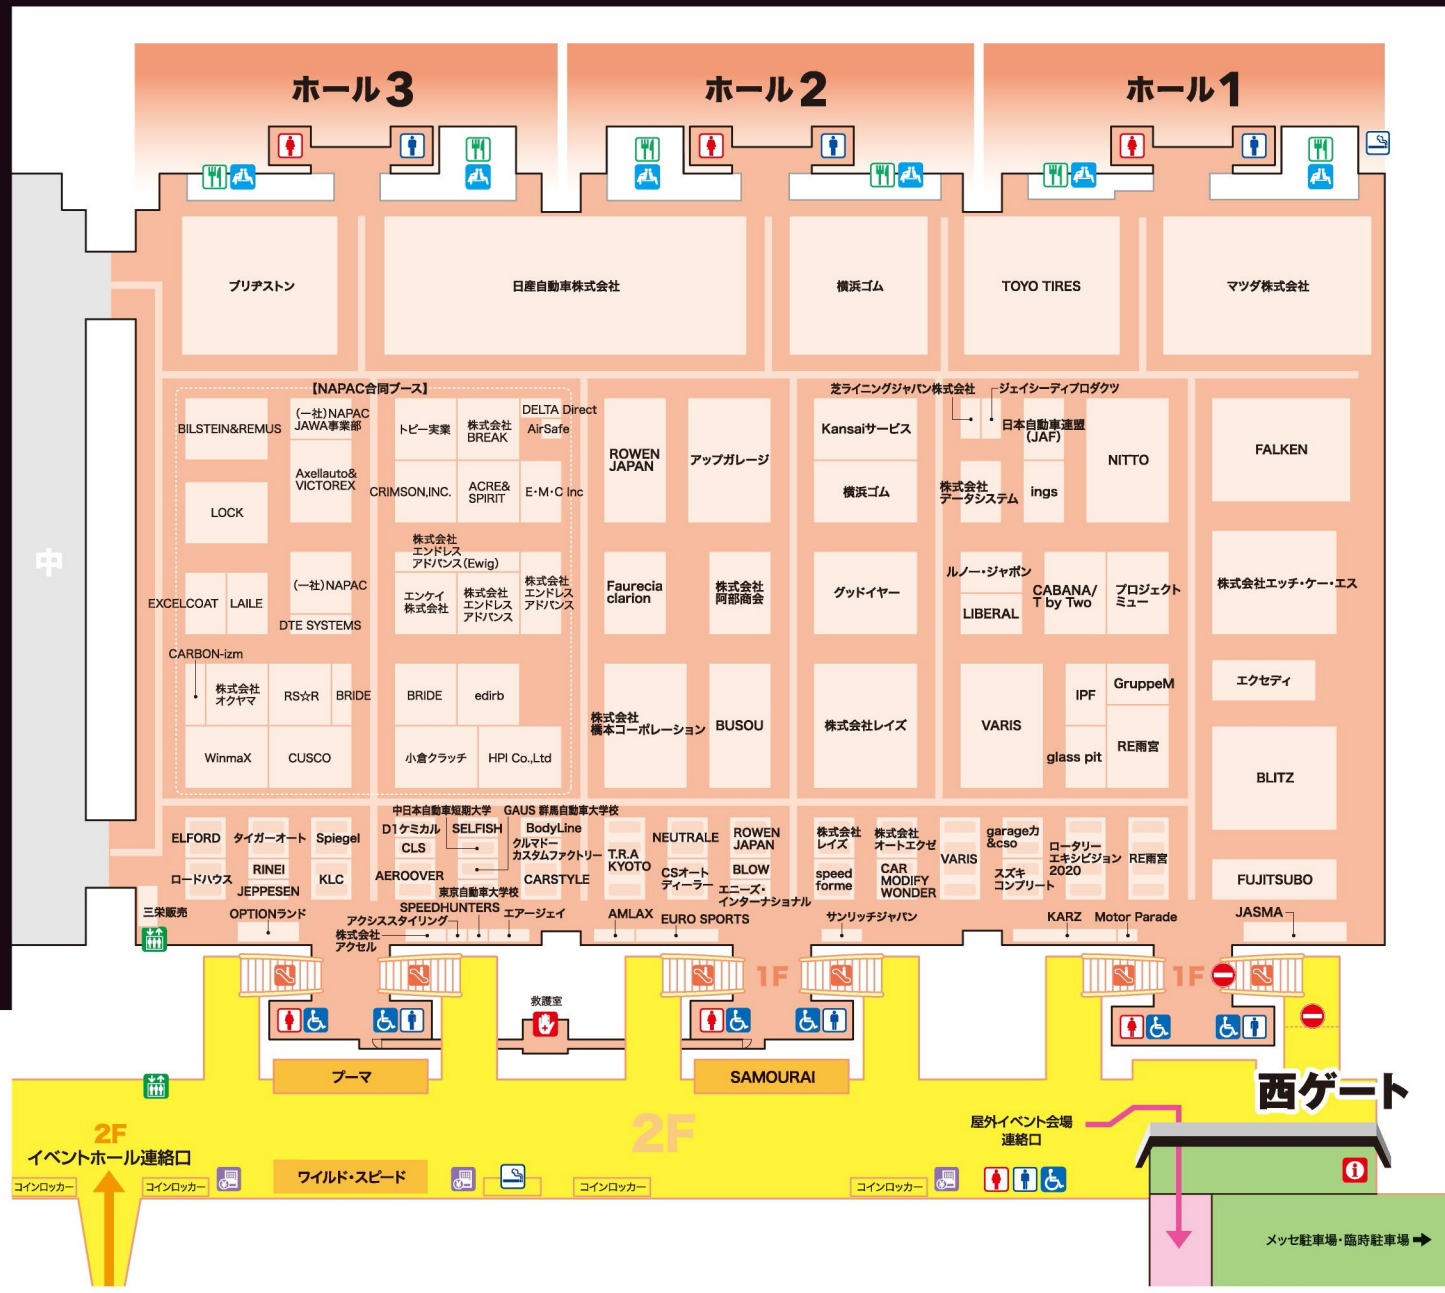 ホール3
ホール2
ホール1
ブリヂストン
日産自動車株式会社
横浜ゴム
TOYO TIRES
マツダ株式会社
中
【NAPAC合同ブース】
BILSTEIN&REMUS
(一社)NAPAC
JAWA事業部
トピー実業
株式会社
BREAK
DELTA Direct
AirSafe
Axellauto&
VICTOREX
CRIMSON,INC.
ACRE&
SPIRIT
E・M・C Inc
LOCK
株式会社
エンドレス
アドバンス(Ewig)
EXCELCOAT
LAILE
(一社)NAPAC
DTE SYSTEMS
エンケイ
株式会社
株式会社
エンドレス
アドバンス
株式会社
エンドレス
アドバンス
CARBON-izm
株式会社
オクヤマ
RS☆R
BRIDE
BRIDE
edirb
WinmaX
CUSCO
小倉クラッチ
HPI Co.,Ltd
ROWEN
JAPAN
アップガレージ
Faurecia
clarion
株式会社
阿部商会
株式会社
橋本コーポレーション
BUSOU
芝ライニングジャパン株式会社
ジェイシーディプロダクツ
Kansaiサービス
横浜ゴム
日本自動車連盟
(JAF)
株式会社
データシステム
ings
NITTO
グッドイヤー
ルノー・ジャポン
LIBERAL
CABANA/
T by Two
プロジェクト
ミュー
株式会社レイズ
VARIS
IPF
GruppeM
glass pit
RE雨宮
FALKEN
株式会社エッチ・ケー・エス
エクセディ
BLITZ
FUJITSUBO
JASMA
ELFORD
タイガーオート
Spiegel
ロードハウス
RINEI
JEPPESEN
KLC
三栄販売
OPTIONランド
中日本自動車短期大学
GAUS 群馬自動車大学校
D1ケミカル
SELFISH
BodyLine
CLS
クルマドー
カスタムファクトリー
AEROOVER
CARSTYLE
東京自動車大学校
SPEEDHUNTERS
アクシススタイリング
エアージェイ
株式会社
アクセル
T.R.A
KYOTO
NEUTRALE
ROWEN
JAPAN
CSオート
ディーラー
BLOW
エニーズ・
インターナショナル
AMLAX
EURO SPORTS
株式会社
レイズ
株式会社
オートエクゼ
speed
forme
CAR
MODIFY
WONDER
VARIS
garage力
&cso
スズキ
コンプリート
ロータリー
エキシビジョン
2020
RE雨宮
サンリッチジャパン
KARZ
Motor Parade
1F
1F
救護室
プーマ
SAMOURAI
西ゲート
2F
2F
イベントホール連絡口
屋外イベント会場
連絡口
ワイルド・スピード
コインロッカー
コインロッカー
コインロッカー
コインロッカー
メッセ駐車場・臨時駐車場